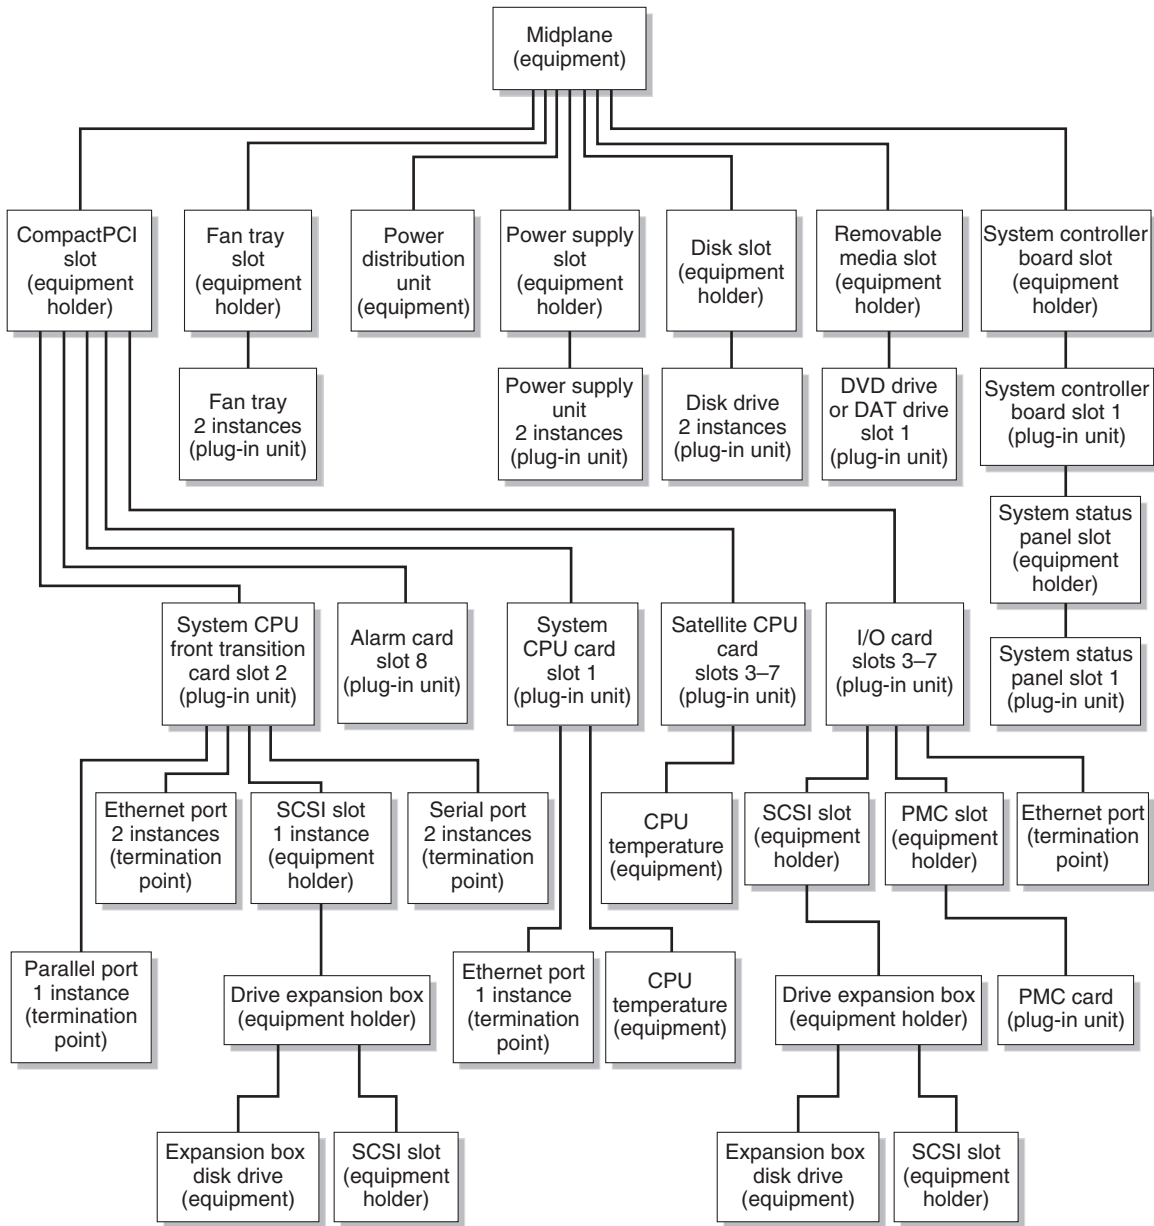 Midplane
(equipment)
CompactPCI
slot
(equipment
holder)
Fan tray
slot
(equipment
holder)
Power
distribution
unit
(equipment)
Power supply
slot
(equipment
holder)
Disk slot
(equipment
holder)
Removable
media slot
(equipment
holder)
System controller
board slot
(equipment
holder)
Fan tray
2 instances
(plug-in unit)
Power supply
unit
2 instances
(plug-in unit)
Disk drive
2 instances
(plug-in unit)
DVD drive
or DAT drive
slot 1
(plug-in unit)
System controller
board slot 1
(plug-in unit)
System status
panel slot
(equipment
holder)
System CPU
front transition
card slot 2
(plug-in unit)
Alarm card
slot 8
(plug-in unit)
System
CPU card
slot 1
(plug-in unit)
Satellite CPU
card
slots 3–7
(plug-in unit)
I/O card
slots 3–7
(plug-in unit)
System status
panel slot 1
(plug-in unit)
Ethernet port
2 instances
(termination
point)
SCSI slot
1 instance
(equipment
holder)
Serial port
2 instances
(termination
point)
CPU
temperature
(equipment)
SCSI slot
(equipment
holder)
PMC slot
(equipment
holder)
Ethernet port
(termination
point)
Parallel port
1 instance
(termination
point)
Drive expansion box
(equipment holder)
Ethernet port
1 instance
(termination
point)
CPU
temperature
(equipment)
Drive expansion box
(equipment holder)
PMC card
(plug-in unit)
Expansion box
disk drive
(equipment)
SCSI slot
(equipment
holder)
Expansion box
disk drive
(equipment)
SCSI slot
(equipment
holder)